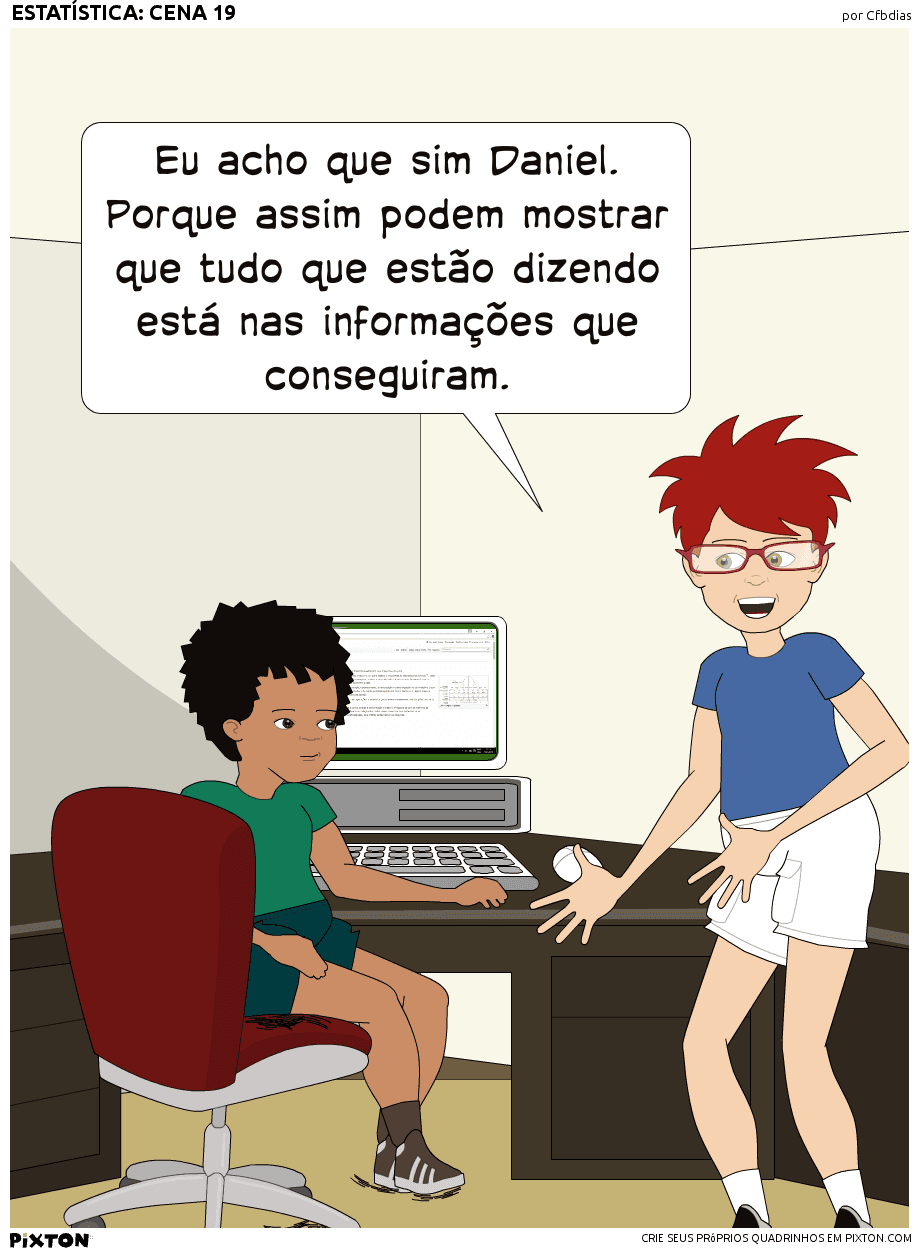 ESTATÍSTICA: CENA 19
por Cfbdias
Eu acho que sim Daniel.
Porque assim podem mostrar
que tudo que estão dizendo
está nas informações que
conseguiram.
PiXTON
CRIE SEUS PRóPRIOS QUADRINHOS EM PIXTON.COM